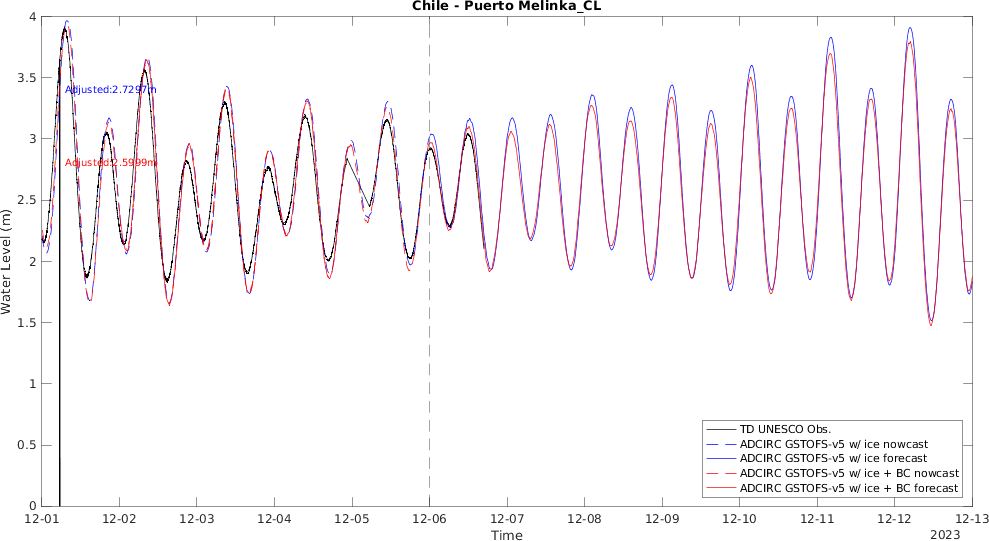 Chile - Puerto Melinka_CL
4
3.5
3
2.5
2
1.5
1
0.5
0
Water Level (m)
Adjusted:2.7297m
Adjusted:2.5999m
TD UNESCO Obs.
ADCIRC GSTOFS-v5 w/ ice nowcast
ADCIRC GSTOFS-v5 w/ ice forecast
ADCIRC GSTOFS-v5 w/ ice + BC nowcast
ADCIRC GSTOFS-v5 w/ ice + BC forecast
12-01 12-02 12-03 12-04 12-05 12-06 12-07 12-08 12-09 12-10 12-11 12-12 12-13
Time
2023